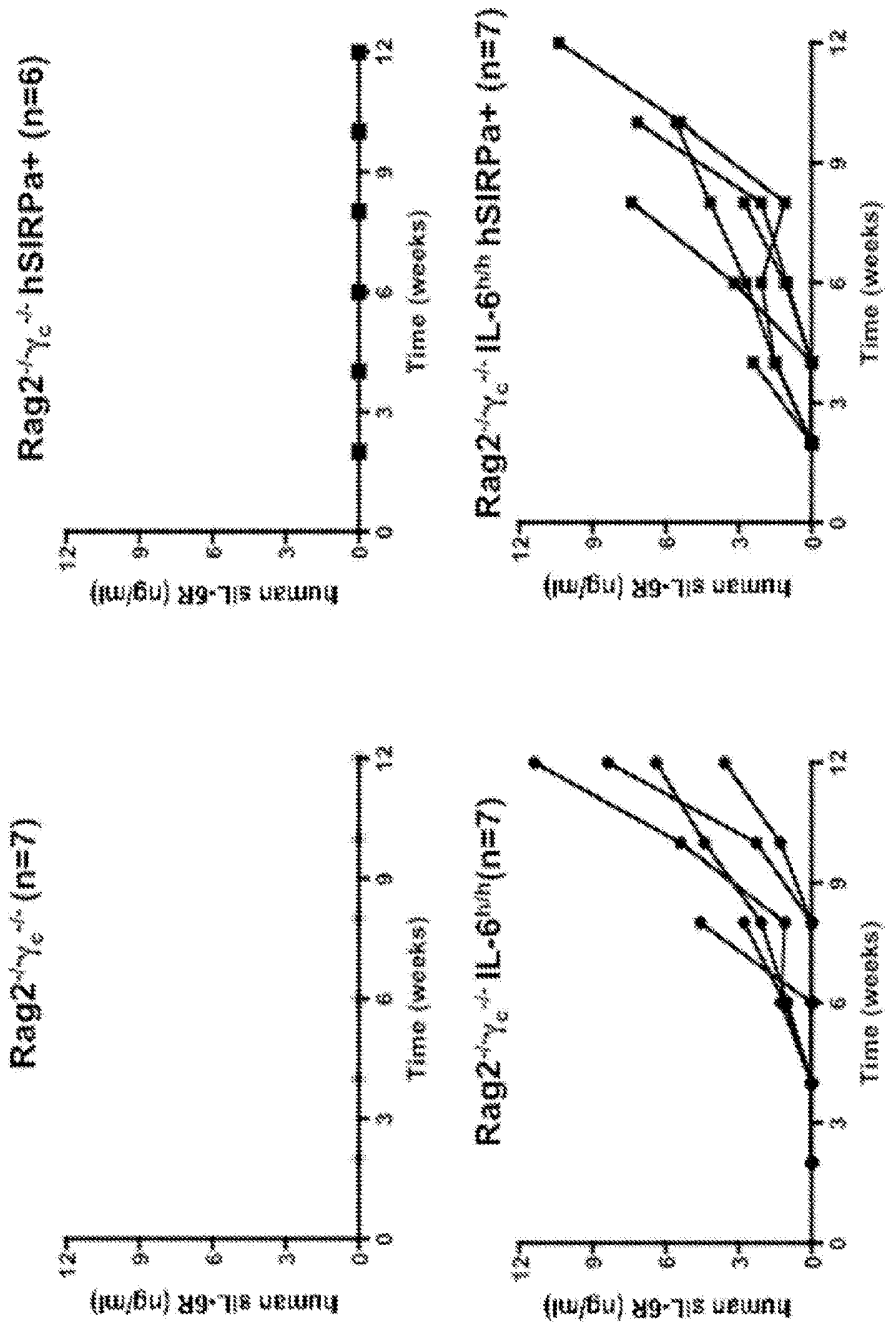 Rag2⁻/⁻γc⁻/⁻ (n=7)
human sIL-6R (ng/ml)
12
9
6
3
0
0 3 6 9 12
Time (weeks)
Rag2⁻/⁻γc⁻/⁻ hSIRPa+ (n=6)
human sIL-6R (ng/ml)
12
9
6
3
0
0 3 6 9 12
Time (weeks)
Rag2⁻/⁻γc⁻/⁻ IL-6ʰ/ʰ(n=7)
human sIL-6R (ng/ml)
12
9
6
3
0
0 3 6 9 12
Time (weeks)
Rag2⁻/⁻γc⁻/⁻ IL-6ʰ/ʰ hSIRPa+ (n=7)
human sIL-6R (ng/ml)
12
9
6
3
0
0 3 6 9 12
Time (weeks)